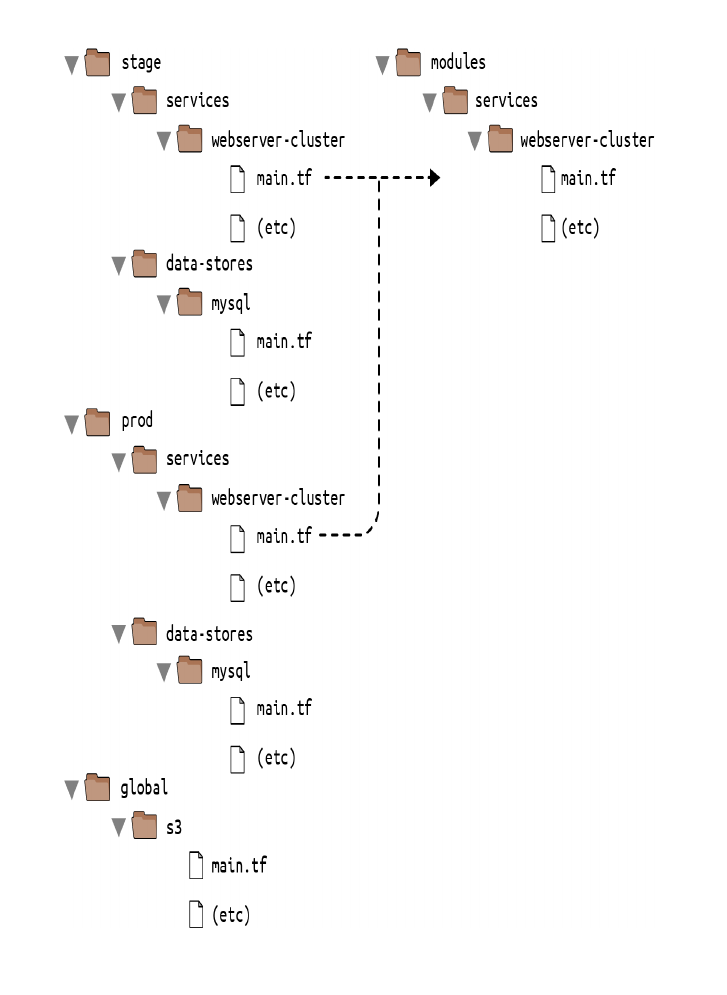 stage
services
webserver-cluster
main.tf
(etc)
data-stores
mysql
main.tf
(etc)
prod
services
webserver-cluster
main.tf
(etc)
data-stores
mysql
main.tf
(etc)
global
s3
main.tf
(etc)
modules
services
webserver-cluster
main.tf
(etc)